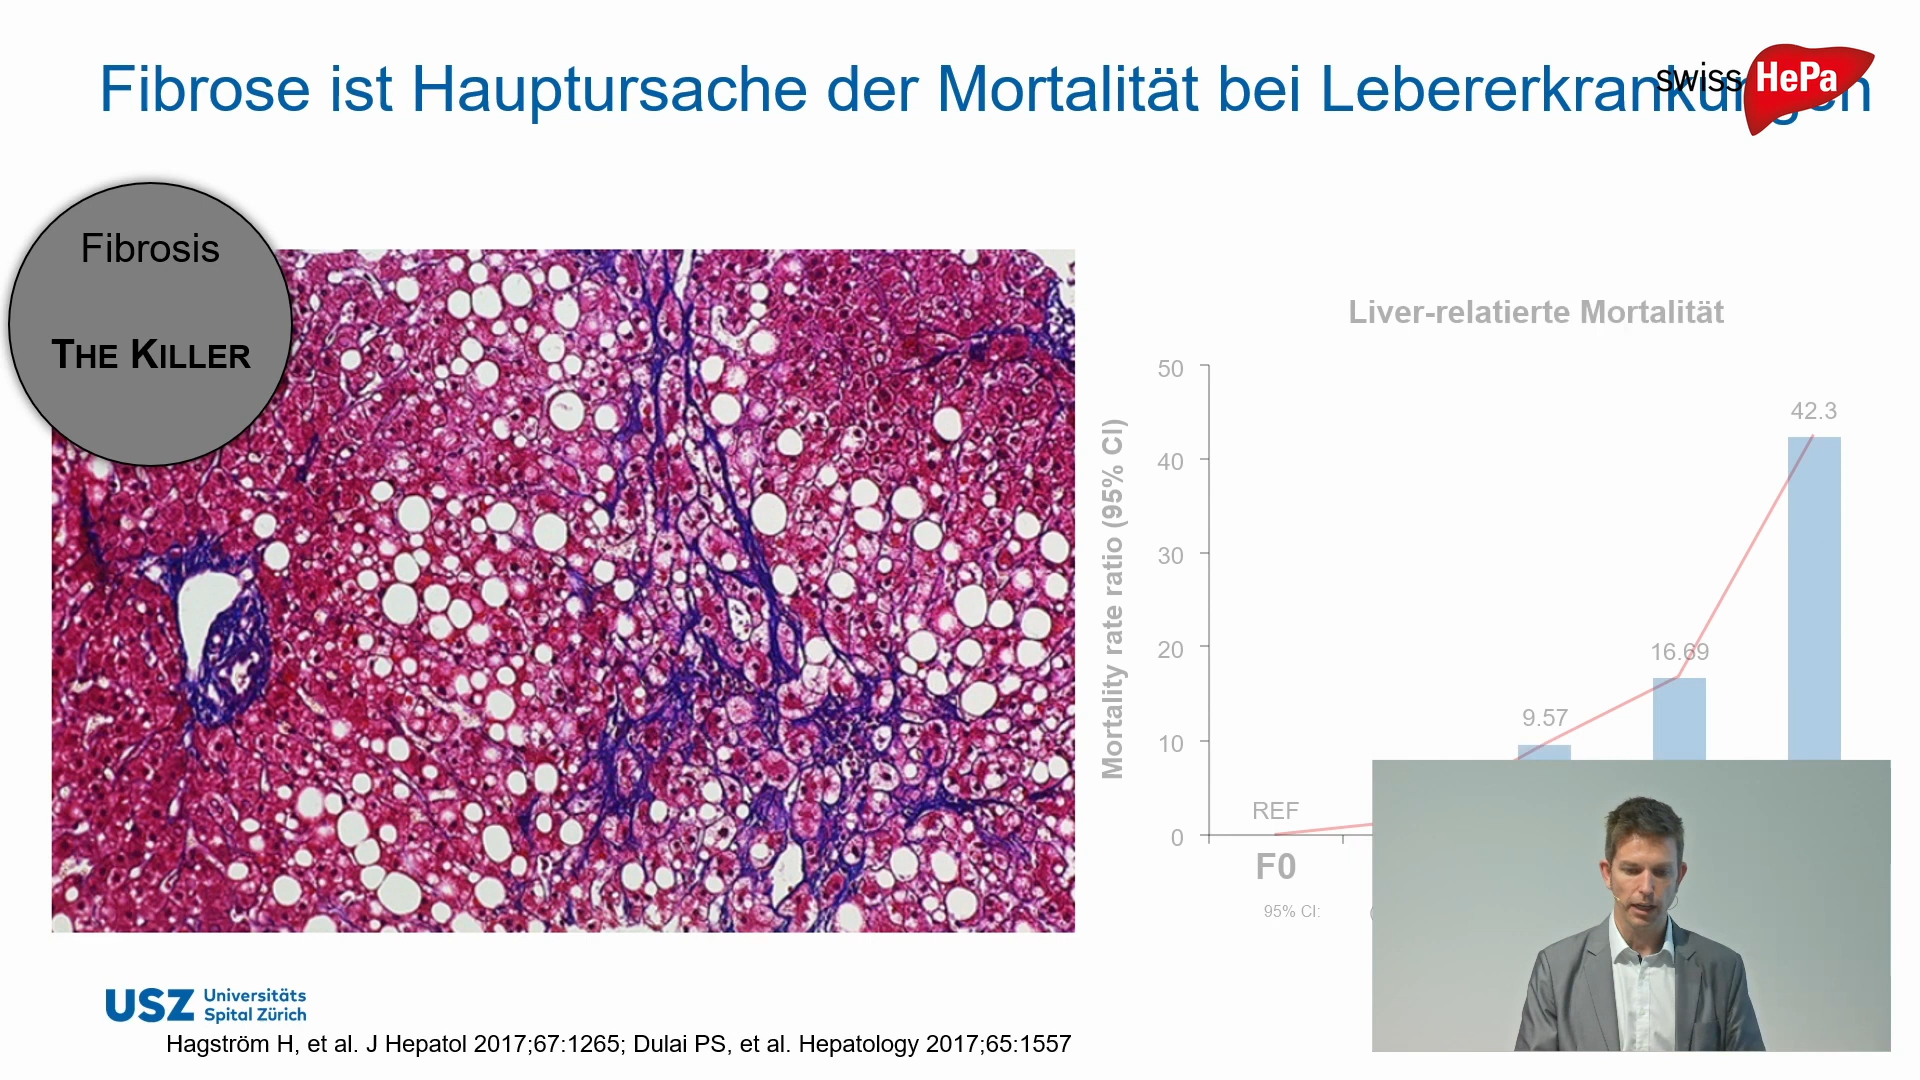 Fibrose ist Hauptursache der Mortalität bei Lebererkrankungen
swiss HePa
Fibrosis
THE KILLER
Liver-relatierte Mortalität
Mortality rate ratio (95% CI)
50
40
30
20
10
0
REF
9.57
16.69
42.3
F0
95% CI:
USZ Universitäts
Spital Zürich
Hagström H, et al. J Hepatol 2017;67:1265; Dulai PS, et al. Hepatology 2017;65:1557